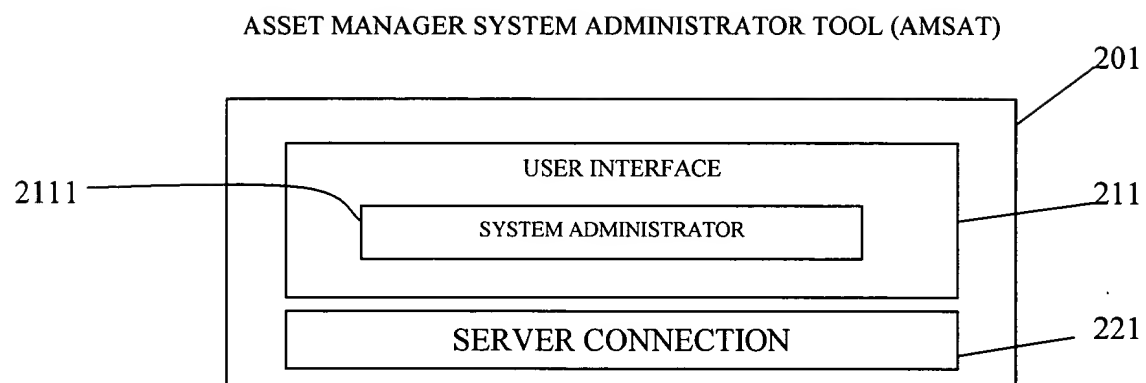 ASSET MANAGER SYSTEM ADMINISTRATOR TOOL (AMSAT)
201
USER INTERFACE
2111
211
SYSTEM ADMINISTRATOR
221
SERVER CONNECTION